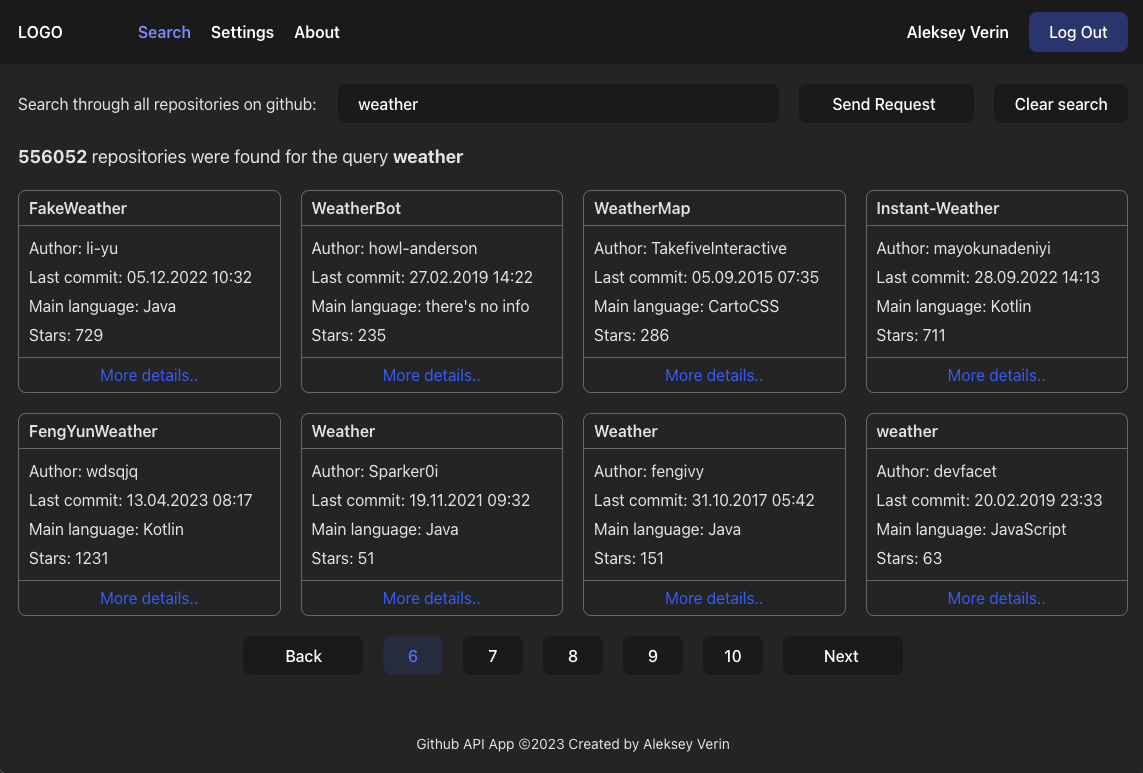 LOGO Search Settings About Aleksey Verin Log Out
Search through all repositories on github: weather Send Request Clear search
556052 repositories were found for the query weather
FakeWeather
Author: li-yu
Last commit: 05.12.2022 10:32
Main language: Java
Stars: 729
More details..
WeatherBot
Author: howl-anderson
Last commit: 27.02.2019 14:22
Main language: there's no info
Stars: 235
More details..
WeatherMap
Author: TakefiveInteractive
Last commit: 05.09.2015 07:35
Main language: CartoCSS
Stars: 286
More details..
Instant-Weather
Author: mayokunadeniyi
Last commit: 28.09.2022 14:13
Main language: Kotlin
Stars: 711
More details..
FengYunWeather
Author: wdsqjq
Last commit: 13.04.2023 08:17
Main language: Kotlin
Stars: 1231
More details..
Weather
Author: Sparker0i
Last commit: 19.11.2021 09:32
Main language: Java
Stars: 51
More details..
Weather
Author: fengivy
Last commit: 31.10.2017 05:42
Main language: Java
Stars: 151
More details..
weather
Author: devfacet
Last commit: 20.02.2019 23:33
Main language: JavaScript
Stars: 63
More details..
Back 6 7 8 9 10 Next
Github API App ©2023 Created by Aleksey Verin